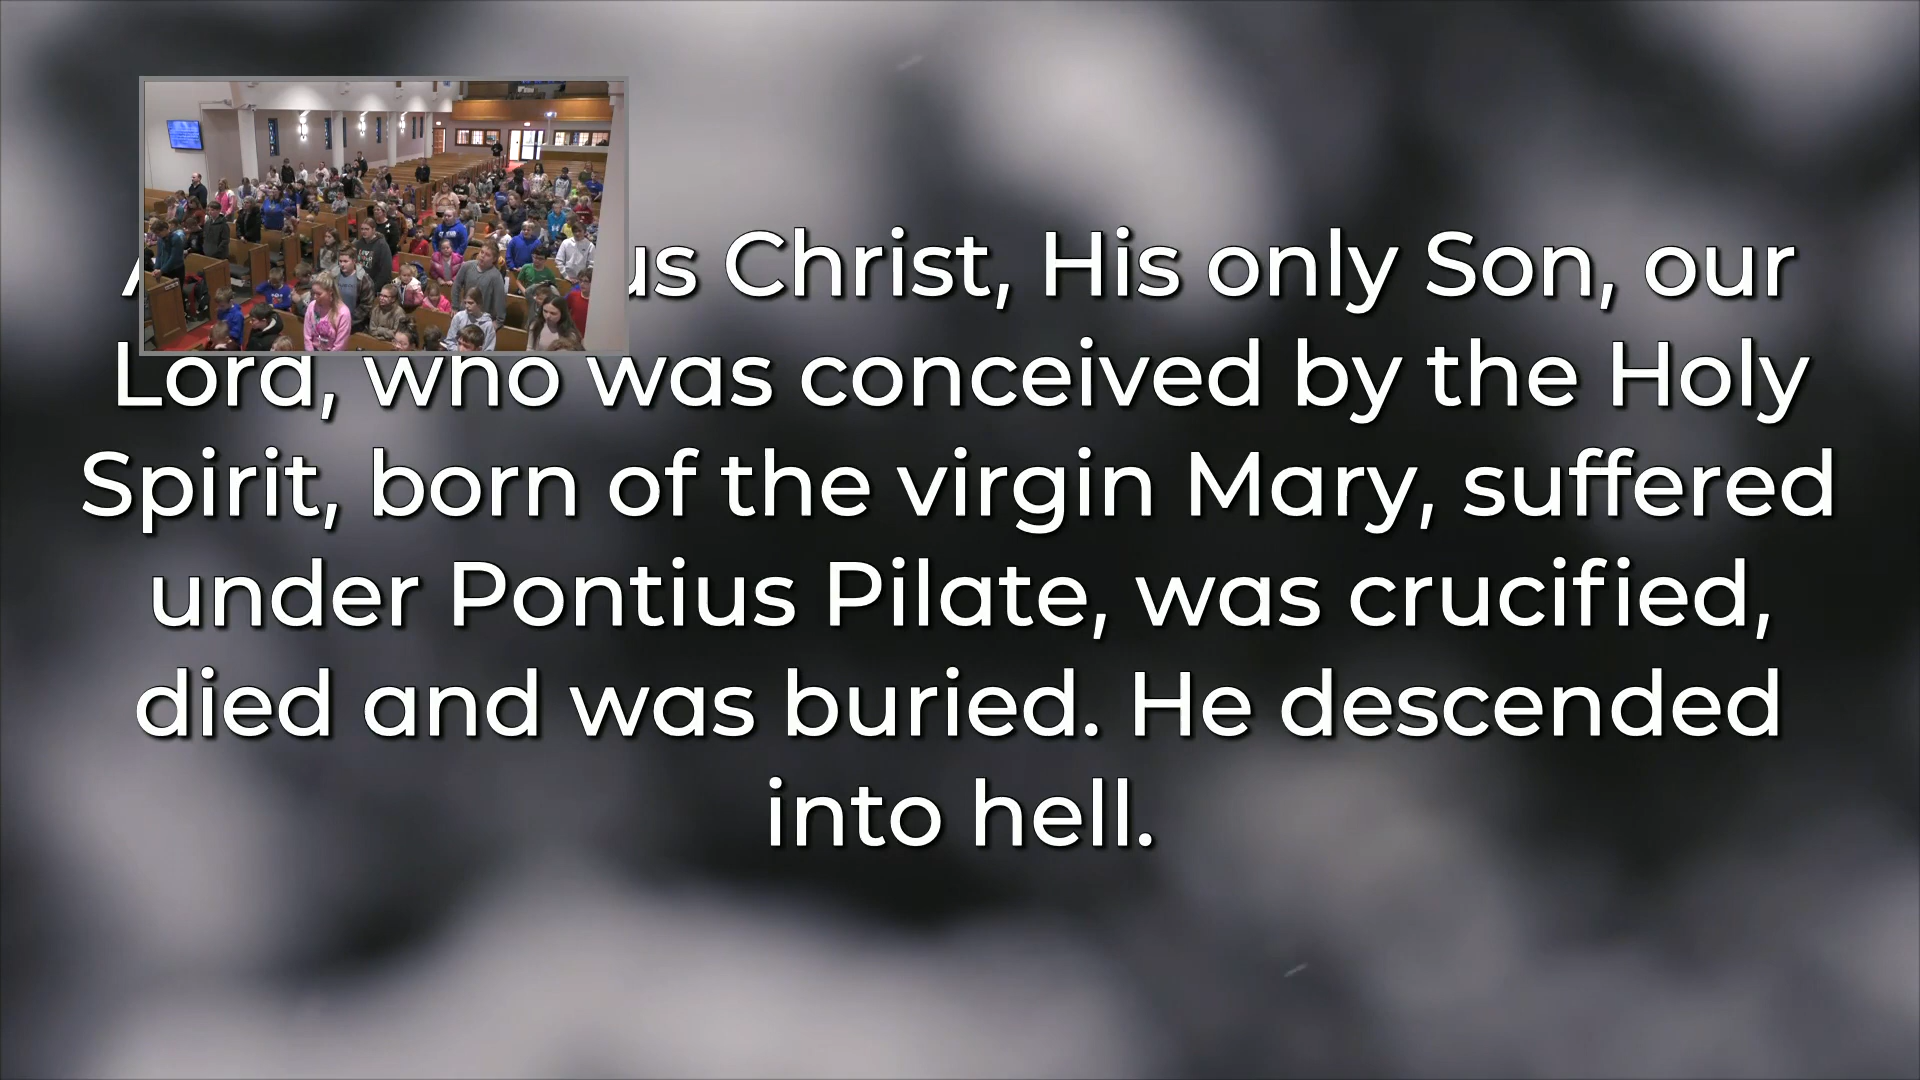 us Christ, His only Son, our
Lord, who was conceived by the Holy
Spirit, born of the virgin Mary, suffered
under Pontius Pilate, was crucified,
died and was buried. He descended
into hell.